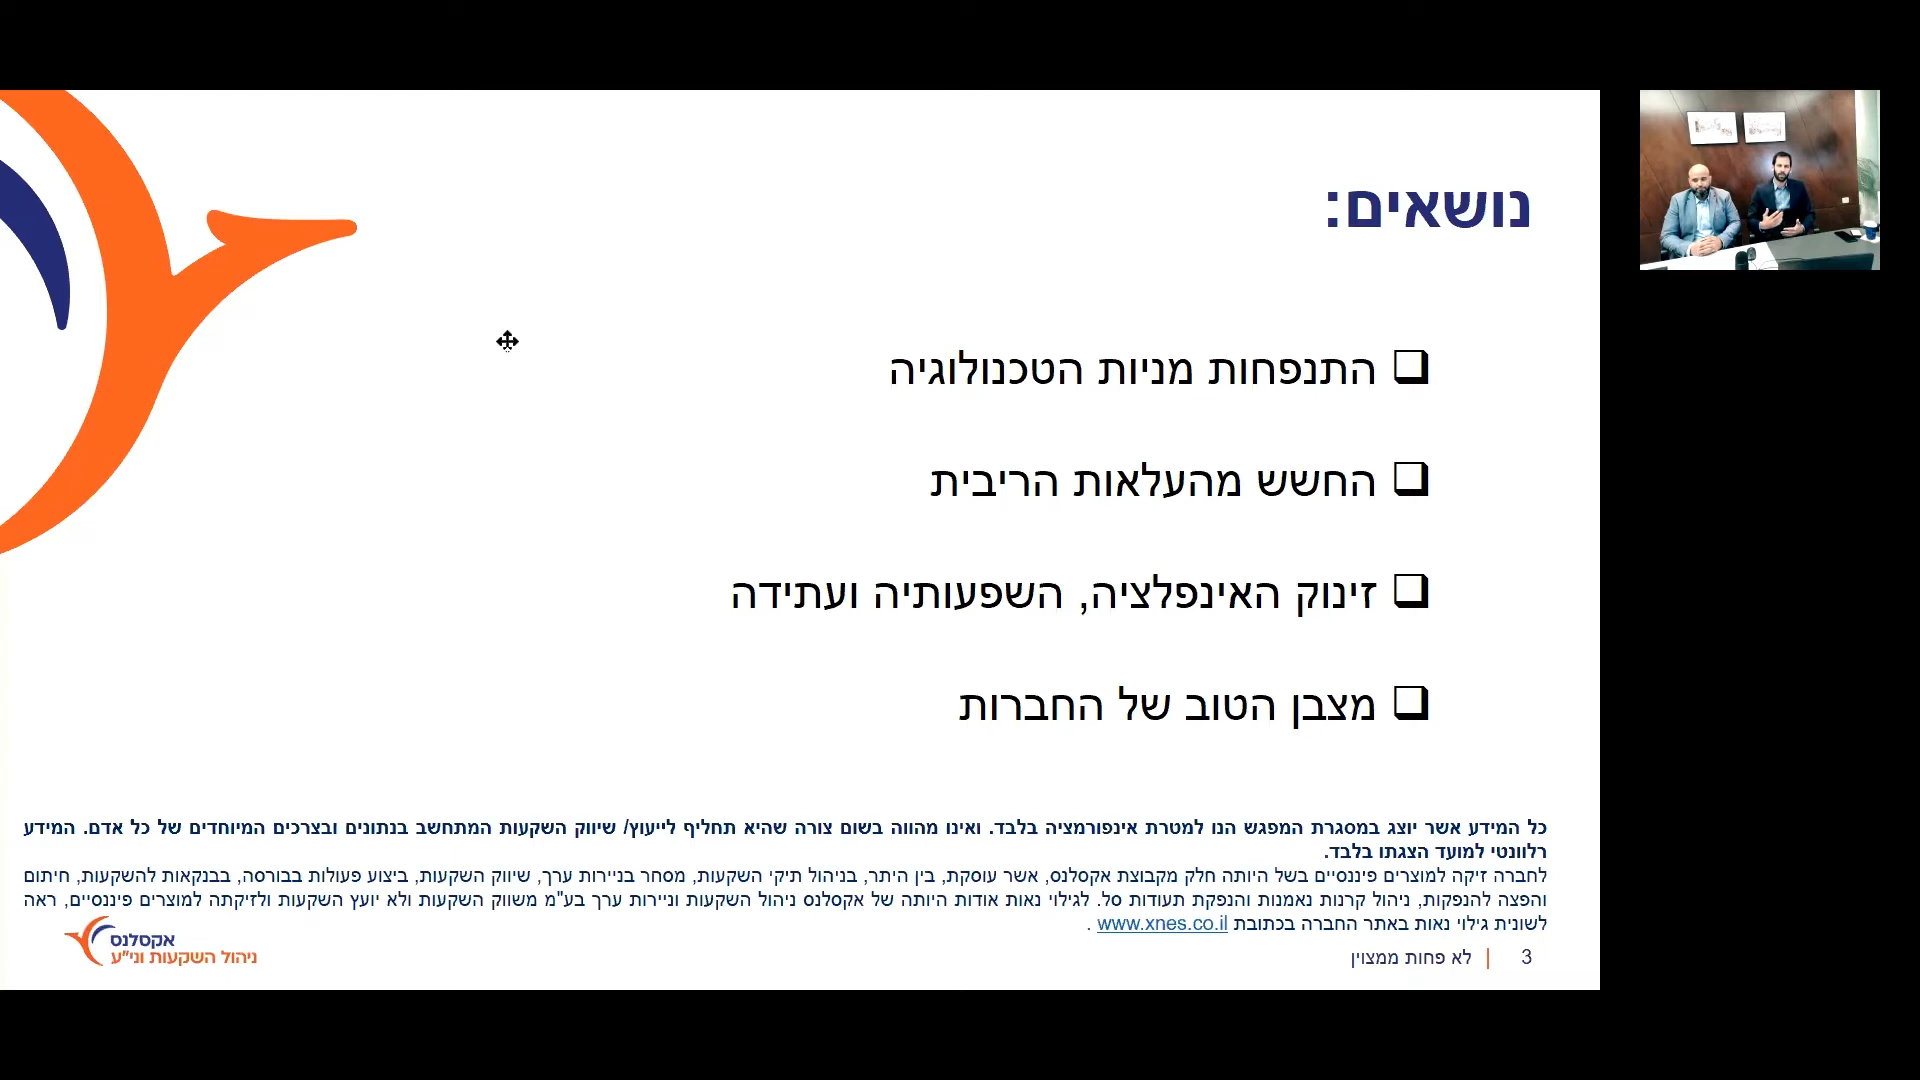 נושאים:
התנפחות מניות הטכנולוגיה
החשש מהעלאות הריבית
זינוק האינפלציה, השפעותיה ועתידה
מצבן הטוב של החברות
כל המידע אשר יוצג במסגרת המפגש הנו למטרת אינפורמציה בלבד. ואינו מהווה בשום צורה שהיא תחליף לייעוץ/ שיווק השקעות המתחשב בנתונים ובצרכים המיוחדים של כל אדם. המידע
רלוונטי למועד הצגתו בלבד.
לחברה זיקה למוצרים פיננסיים בשל היותה חלק מקבוצת אקסלנס, אשר עוסקת, בין היתר, בניהול תיקי השקעות, מסחר בניירות ערך, שיווק השקעות, ביצוע פעולות בבורסה, בבנקאות להשקעות, חיתום
והפצה להנפקות, ניהול קרנות נאמנות והנפקת תעודות סל. לגילוי נאות אודות היותה של אקסלנס ניהול השקעות וניירות ערך בע"מ משווק השקעות ולא יועץ השקעות ולזיקתה למוצרים פיננסיים, ראה
לשונית גילוי נאות באתר החברה בכתובת www.xnes.co.il .
3 | לא פחות ממצוין
אקסלנס
ניהול השקעות וני"ע